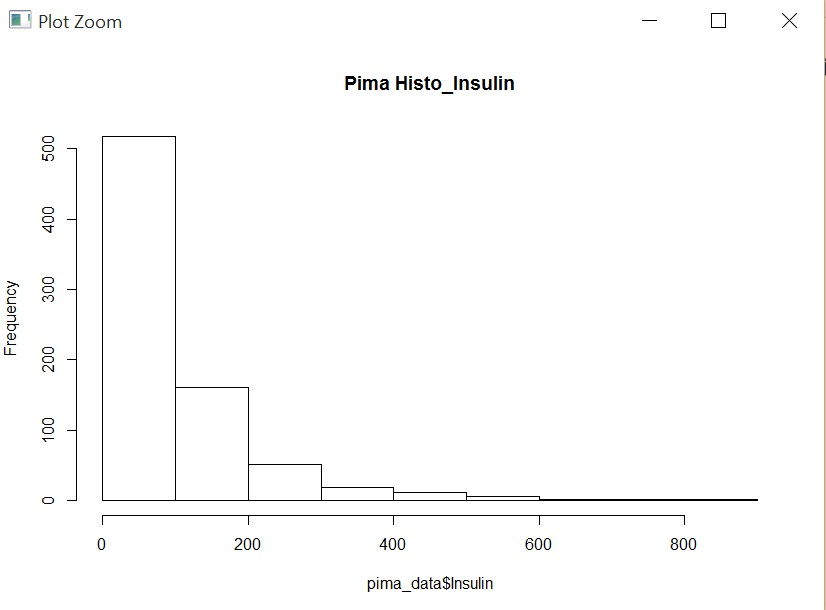 Plot Zoom
Pima Histo_Insulin
Frequency
500
400
300
200
100
0
0 200 400 600 800
pima_data$Insulin